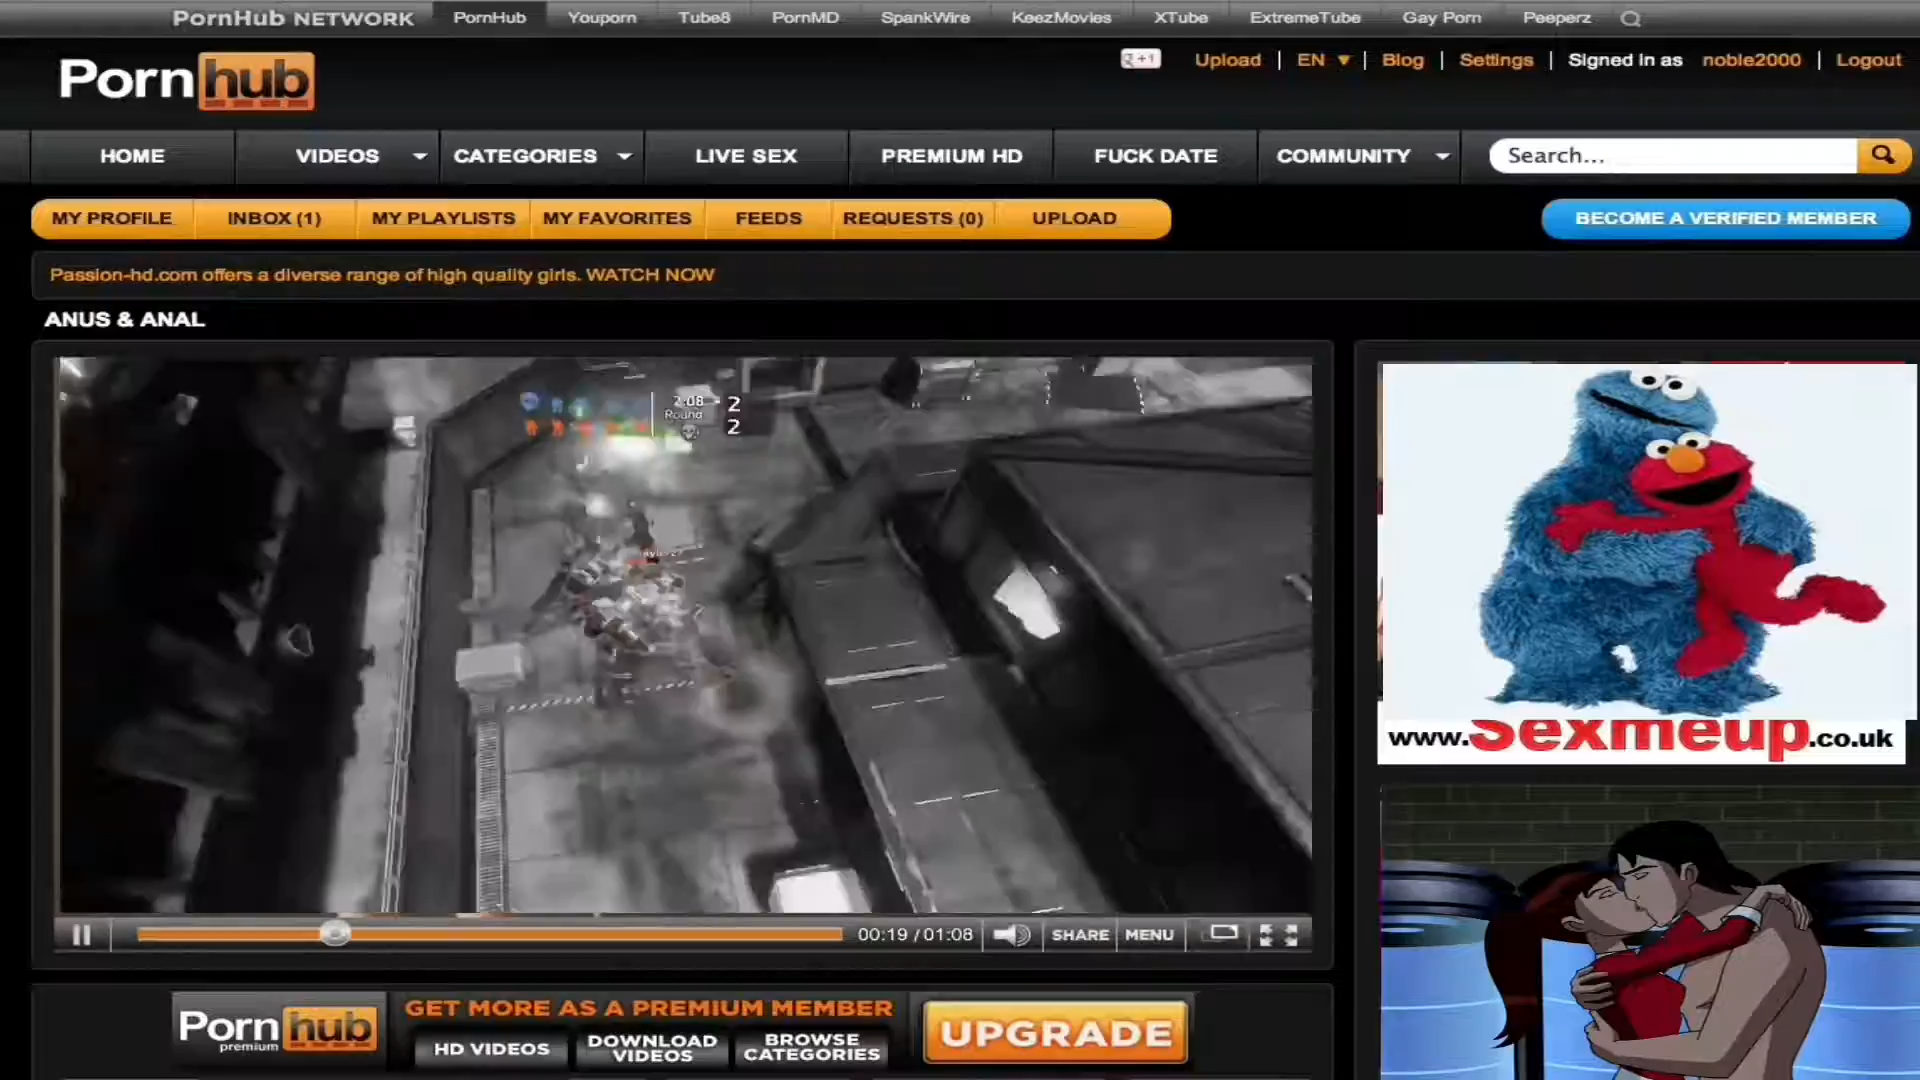 PornHub NETWORK PornHub Youporn Tube8 PornMD SpankWire KeezMovies XTube ExtremeTube Gay Porn Peeperz
Porn hub
+1 Upload | EN | Blog | Settings | Signed in as noble2000 | Logout
HOME VIDEOS CATEGORIES LIVE SEX PREMIUM HD FUCK DATE COMMUNITY Search...
MY PROFILE INBOX (1) MY PLAYLISTS MY FAVORITES FEEDS REQUESTS (0) UPLOAD BECOME A VERIFIED MEMBER
Passion-hd.com offers a diverse range of high quality girls. WATCH NOW
ANUS & ANAL
2:08 2
Round 2
www.Sexmeup.co.uk
00:19 / 01:08 SHARE MENU
Porn hub premium
GET MORE AS A PREMIUM MEMBER
HD VIDEOS
DOWNLOAD VIDEOS
BROWSE CATEGORIES
UPGRADE